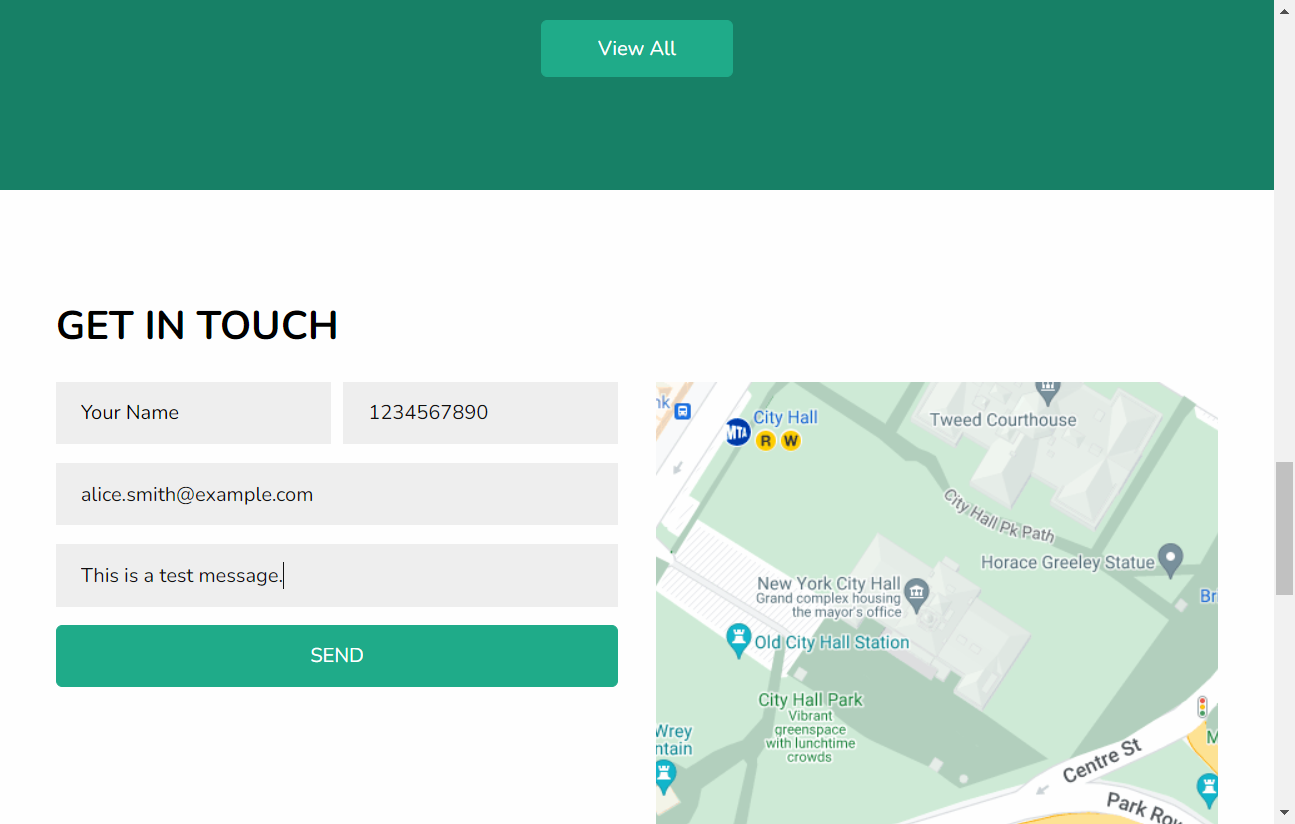 View All
GET IN TOUCH
Your Name
1234567890
alice.smith@example.com
This is a test message.
SEND
City Hall
MTA
R W
Tweed Courthouse
City Hall Pk Path
Horace Greeley Statue
New York City Hall
Grand complex housing
the mayor's office
Old City Hall Station
City Hall Park
Vibrant
greenspace
with lunchtime
crowds
Wrey
ntain
Centre St
Park Row